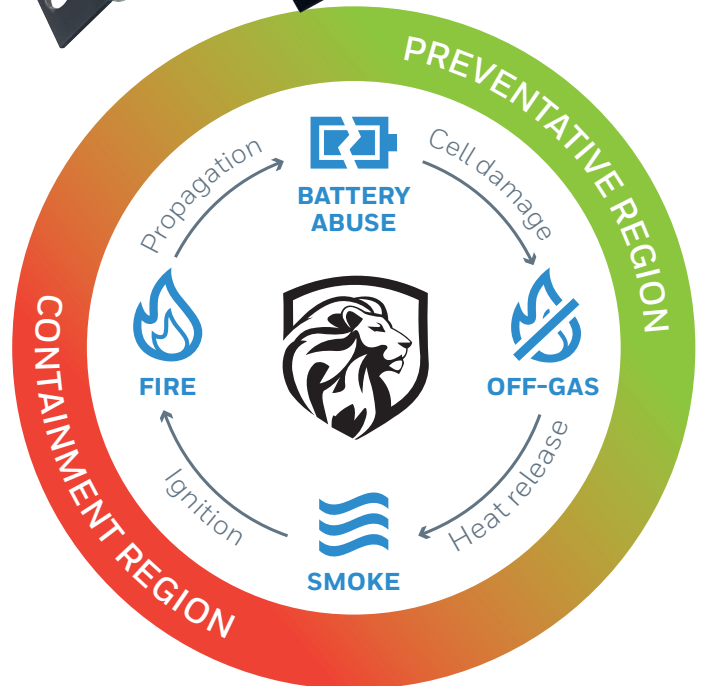 PREVENTATIVE REGION
Propagation
Cell damage
BATTERY
ABUSE
CONTAINMENT REGION
FIRE
OFF-GAS
Ignition
Heat release
SMOKE